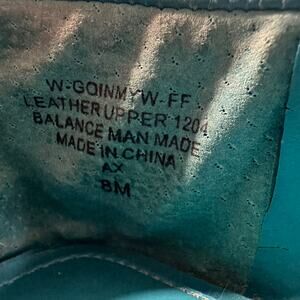 W-GOINMYW-FF
LEATHER UPPER 1204
BALANCE MAN MADE
MADE IN CHINA
AX
8M